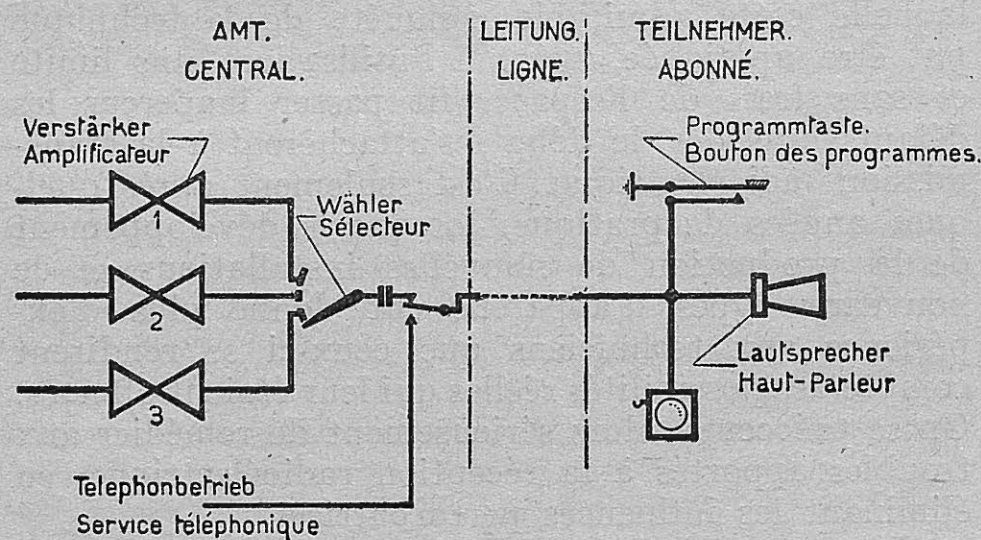 AMT.
CENTRAL.
LEITUNG.
LIGNE.
TEILNEHMER.
ABONNÉ.
Verstärker
Amplificateur
1
2
3
Wähler
Sélecteur
Programmtaste.
Bouton des programmes.
Lautsprecher
Haut-Parleur
Telephonbetrieb
Service téléphonique